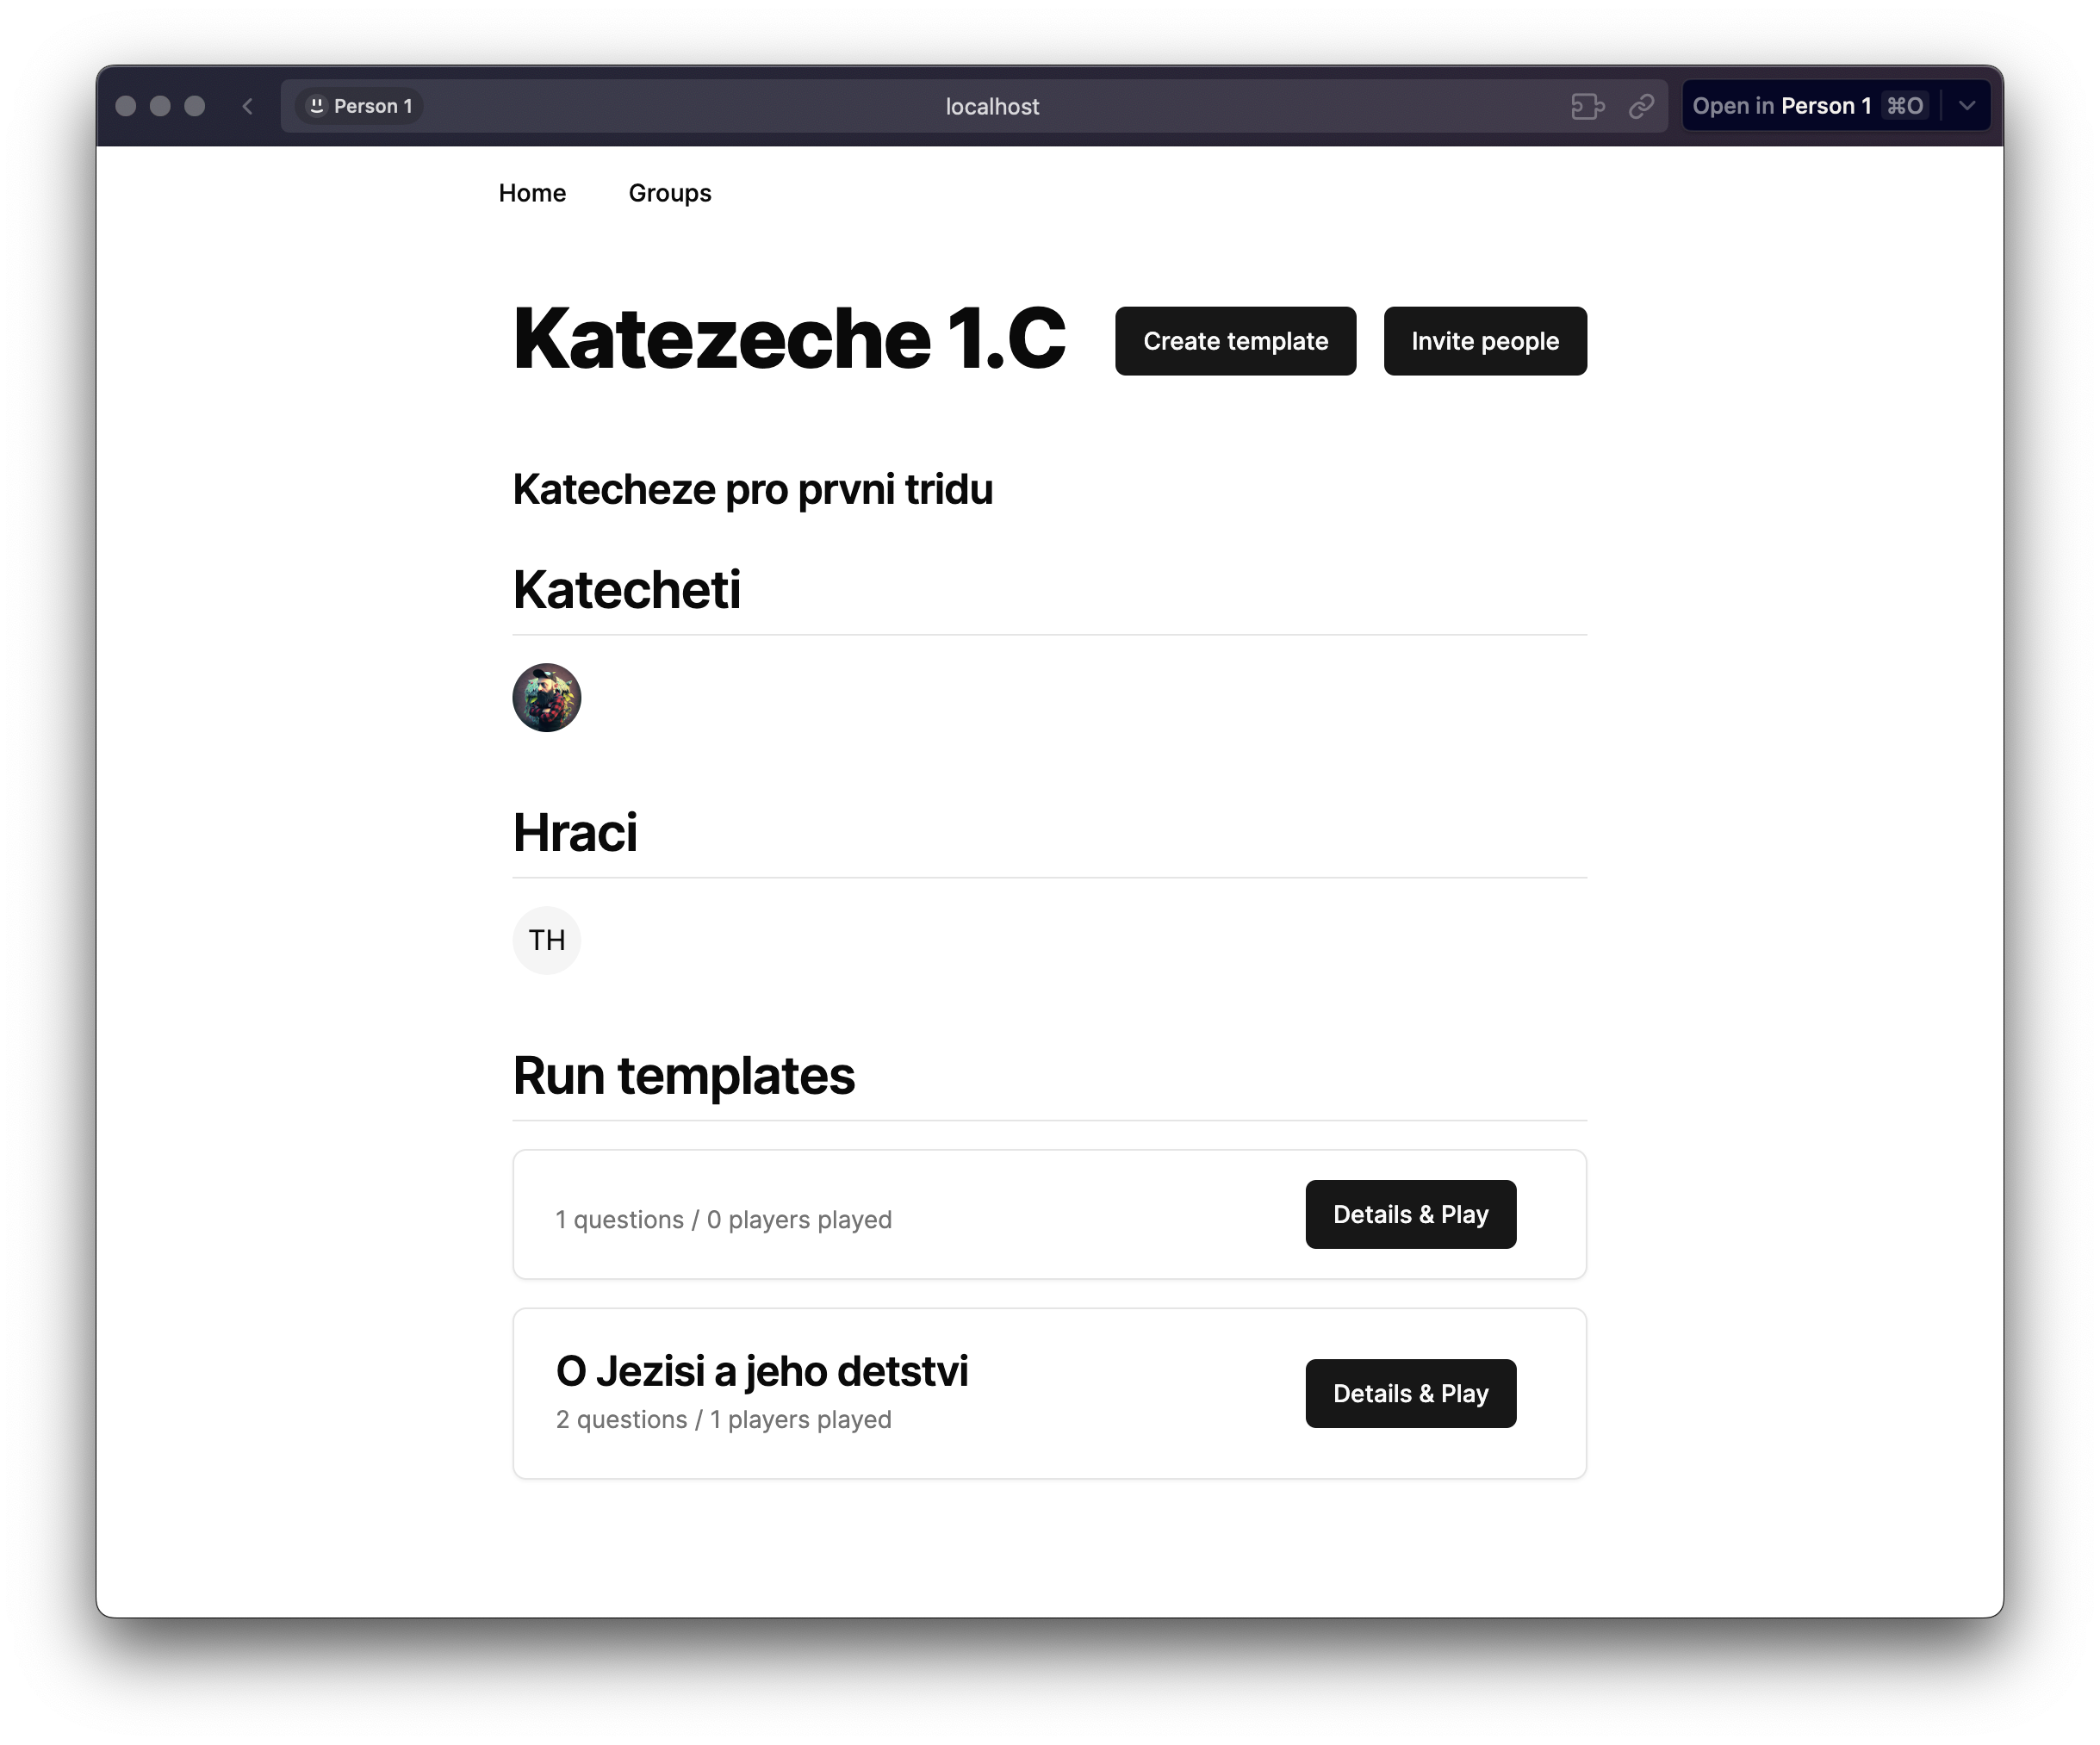 Person 1
localhost
Open in Person 1 ⌘O
Home
Groups
Katezeche 1.C
Create template
Invite people
Katecheze pro prvni tridu
Katecheti
Hraci
TH
Run templates
1 questions / 0 players played
Details & Play
O Jezisi a jeho detstvi
2 questions / 1 players played
Details & Play